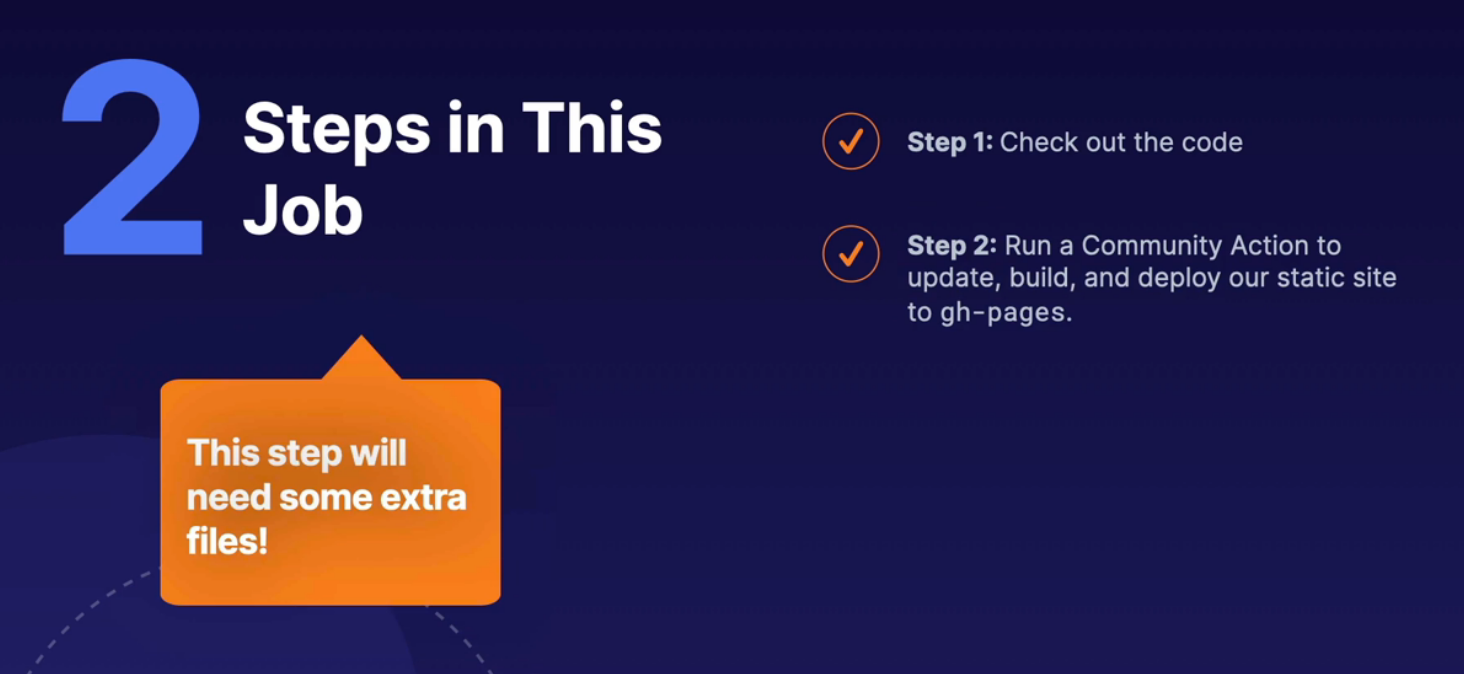 2
Steps in This
Job
Step 1: Check out the code
Step 2: Run a Community Action to
update, build, and deploy our static site
to gh-pages.
This step will
need some extra
files!